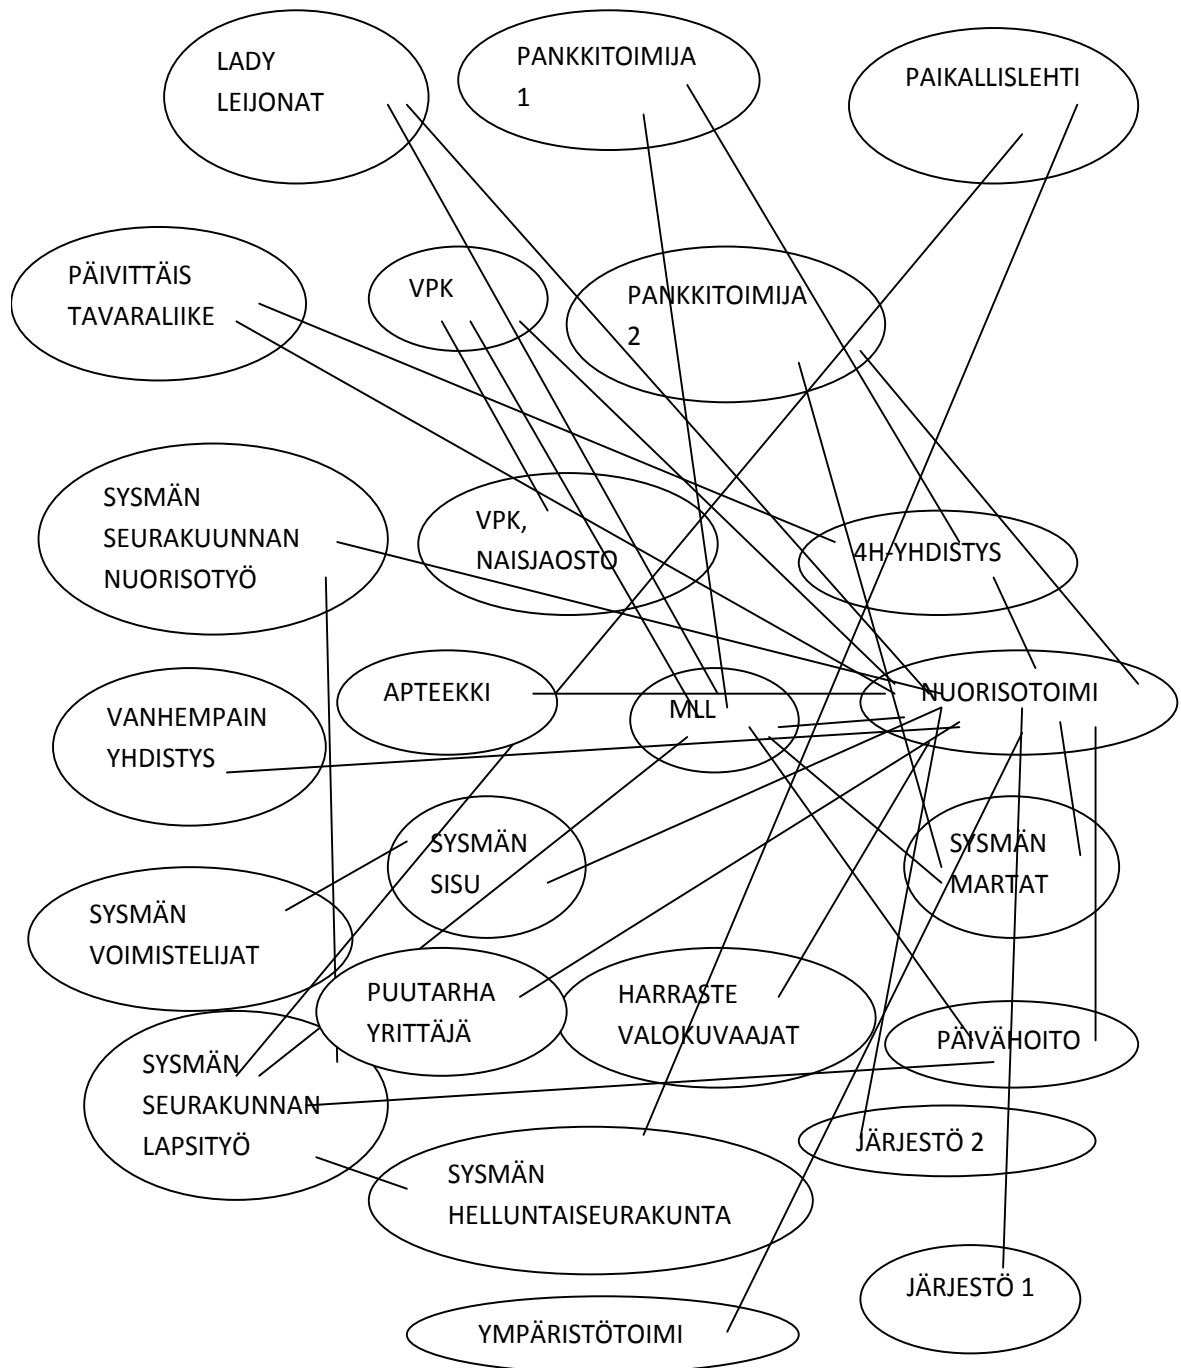 LADY
LEIJONAT
PANKKITOIMIJA
1
PAIKALLISLEHTI
PÄIVITTÄIS
TAVARALIIKE
VPK
PANKKITOIMIJA
2
SYSMÄN
SEURAKUUNNAN
NUORISOTYÖ
VPK,
NAISJAOSTO
4H-YHDISTYS
VANHEMPAIN
YHDISTYS
APTEEKKI
MLL
NUORISOTOIMI
SYSMÄN
SISU
SYSMÄN
MARTAT
SYSMÄN
VOIMISTELIJAT
PUUTARHA
YRITTÄJÄ
HARRASTE
VALOKUVAAJAT
PÄIVÄHOITO
SYSMÄN
SEURAKUNNAN
LAPSITYÖ
JÄRJESTÖ 2
SYSMÄN
HELLUNTAISEURAKUNTA
JÄRJESTÖ 1
YMPÄRISTÖTOIMI